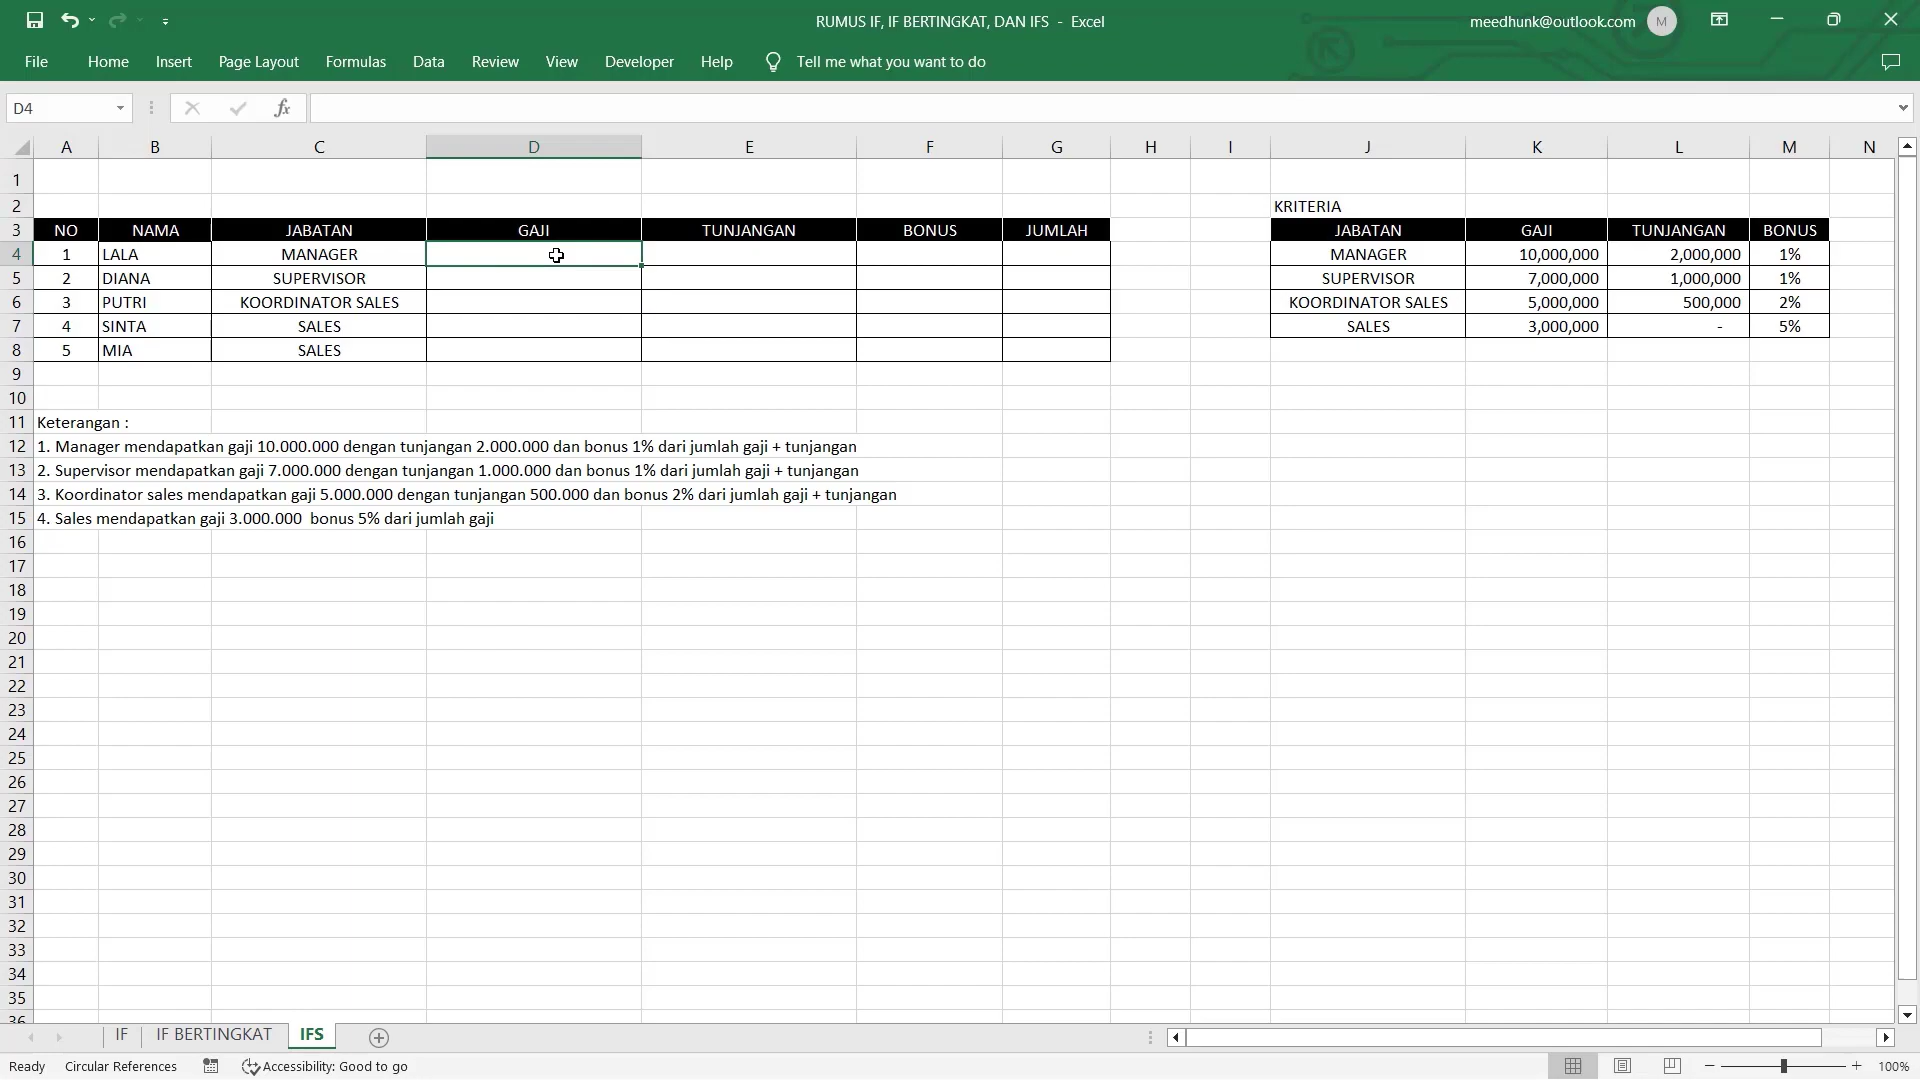 RUMUS IF, IF BERTINGKAT, DAN IFS - Excel
meedhunk@outlook.com M
File Home Insert Page Layout Formulas Data Review View Developer Help Tell me what you want to do
D4 fx
A B C D E F G H I J K L M N
1
2 KRITERIA
3 NO NAMA JABATAN GAJI TUNJANGAN BONUS JUMLAH JABATAN GAJI TUNJANGAN BONUS
4 1 LALA MANAGER MANAGER 10,000,000 2,000,000 1%
5 2 DIANA SUPERVISOR SUPERVISOR 7,000,000 1,000,000 1%
6 3 PUTRI KOORDINATOR SALES KOORDINATOR SALES 5,000,000 500,000 2%
7 4 SINTA SALES SALES 3,000,000 - 5%
8 5 MIA SALES
9
10
11 Keterangan :
12 1. Manager mendapatkan gaji 10.000.000 dengan tunjangan 2.000.000 dan bonus 1% dari jumlah gaji + tunjangan
13 2. Supervisor mendapatkan gaji 7.000.000 dengan tunjangan 1.000.000 dan bonus 1% dari jumlah gaji + tunjangan
14 3. Koordinator sales mendapatkan gaji 5.000.000 dengan tunjangan 500.000 dan bonus 2% dari jumlah gaji + tunjangan
15 4. Sales mendapatkan gaji 3.000.000  bonus 5% dari jumlah gaji
16
17
18
19
20
21
22
23
24
25
26
27
28
29
30
31
32
33
34
35
36
IF IF BERTINGKAT IFS
Ready Circular References Accessibility: Good to go 100%